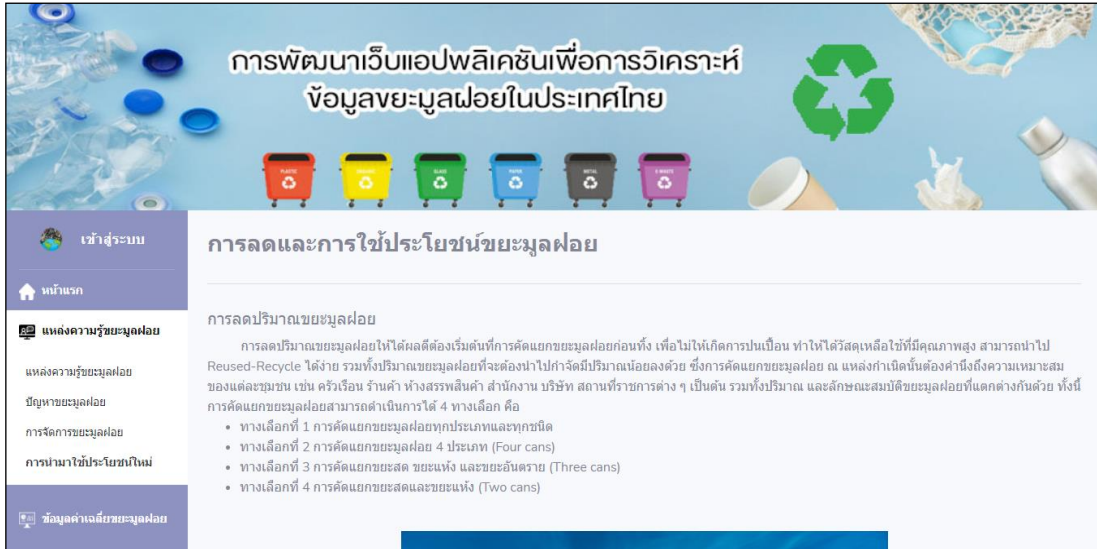 การพัฒนาเว็บแอปพลิเคชันเพื่อการวิเคราะห์
ข้อมูลขยะมูลฝอยในประเทศไทย
PLASTIC
GLASS
PAPER
METAL
E-WASTE
เข้าสู่ระบบ
หน้าแรก
แหล่งความรู้ขยะมูลฝอย
แหล่งความรู้ขยะมูลฝอย
ปัญหาขยะมูลฝอย
การจัดการขยะมูลฝอย
การนำมาใช้ประโยชน์ใหม่
ข้อมูลค่าเฉลี่ยขยะมูลฝอย
การลดและการใช้ประโยชน์ขยะมูลฝอย
การลดปริมาณขยะมูลฝอย
การลดปริมาณขยะมูลฝอยให้ได้ผลดีต้องเริ่มต้นที่การคัดแยกขยะมูลฝอยก่อนทิ้ง เพื่อไม่ให้เกิดการปนเปื้อน ทำให้ได้วัสดุเหลือใช้ที่มีคุณภาพสูง สามารถนำไป
Reused-Recycle ได้ง่าย รวมทั้งปริมาณขยะมูลฝอยที่จะต้องนำไปกำจัดมีปริมาณน้อยลงด้วย ซึ่งการคัดแยกขยะมูลฝอย ณ แหล่งกำเนิดนั้นต้องคำนึงถึงความเหมาะสม
ของแต่ละชุมชน เช่น ครัวเรือน ร้านค้า ห้างสรรพสินค้า สำนักงาน บริษัท สถานที่ราชการต่าง ๆ เป็นต้น รวมทั้งปริมาณ และลักษณะสมบัติขยะมูลฝอยที่แตกต่างกันด้วย ทั้งนี้
การคัดแยกขยะมูลฝอยสามารถดำเนินการได้ 4 ทางเลือก คือ
• ทางเลือกที่ 1 การคัดแยกขยะมูลฝอยทุกประเภทและทุกชนิด
• ทางเลือกที่ 2 การคัดแยกขยะมูลฝอย 4 ประเภท (Four cans)
• ทางเลือกที่ 3 การคัดแยกขยะสด ขยะแห้ง และขยะอันตราย (Three cans)
• ทางเลือกที่ 4 การคัดแยกขยะสดและขยะแห้ง (Two cans)